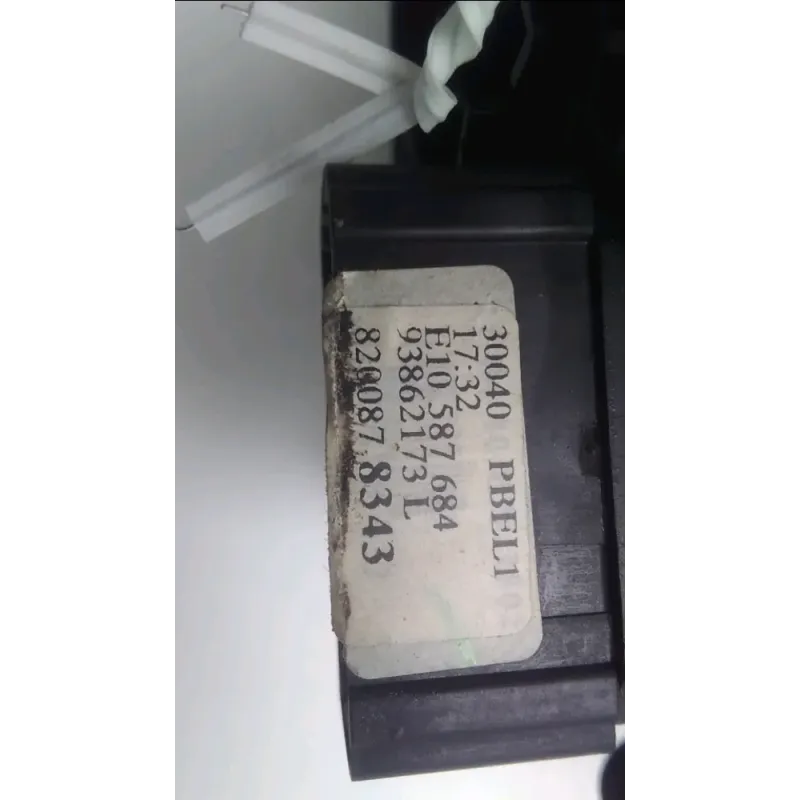 30040 PBEL1
17:32
E10 587 684
93862173 L
820087 8343